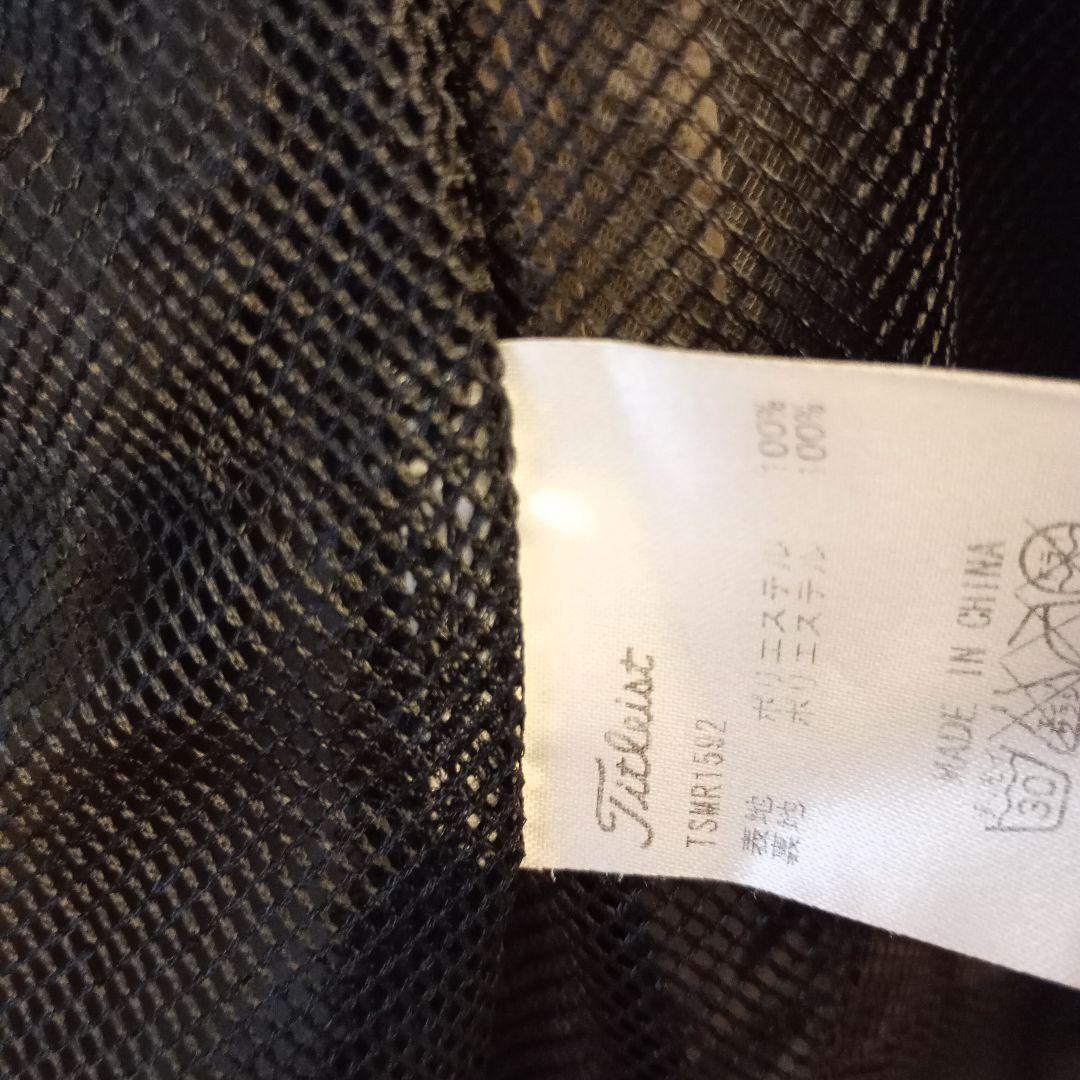 Titleist
TSMR1592
表地 ポリエステル 100%
裏地 ポリエステル 100%
MADE IN CHINA
30